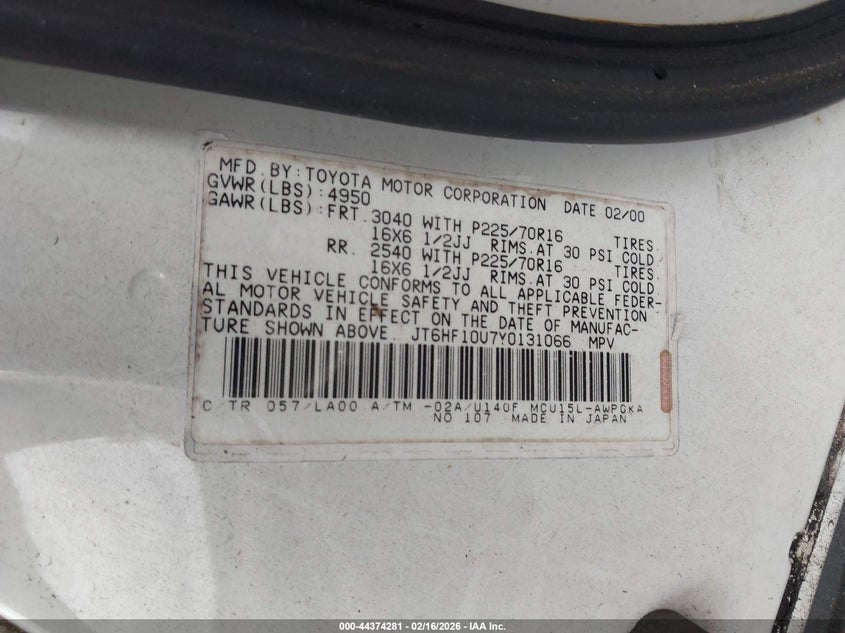 MFD. BY: TOYOTA MOTOR CORPORATION DATE 02/00
GVWR(LBS): 4950
GAWR(LBS): FRT. 3040 WITH P225/70R16 TIRES.
16X6 1/2JJ RIMS. AT 30 PSI COLD.
RR. 2540 WITH P225/70R16 TIRES.
16X6 1/2JJ RIMS. AT 30 PSI COLD.
THIS VEHICLE CONFORMS TO ALL APPLICABLE FEDER-
AL MOTOR VEHICLE SAFETY AND THEFT PREVENTION
STANDARDS IN EFFECT ON THE DATE OF MANUFAC-
TURE SHOWN ABOVE. JT6HF10U7Y0131066 MPV
C/TR 057/LA00 A/TM -02A/U140F MCU15L-AWPGKA
NO 107 MADE IN JAPAN
000-44374281 - 02/16/2026 - IAA Inc.